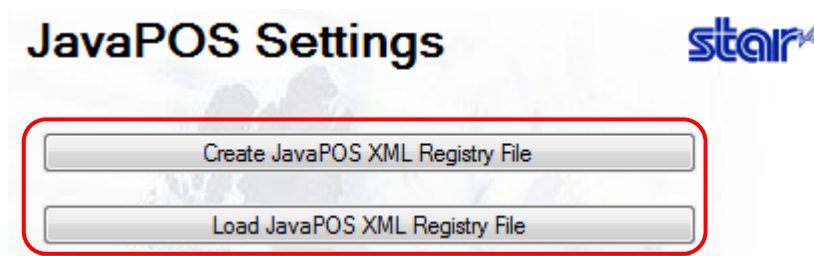 JavaPOS Settings
star
Create JavaPOS XML Registry File
Load JavaPOS XML Registry File